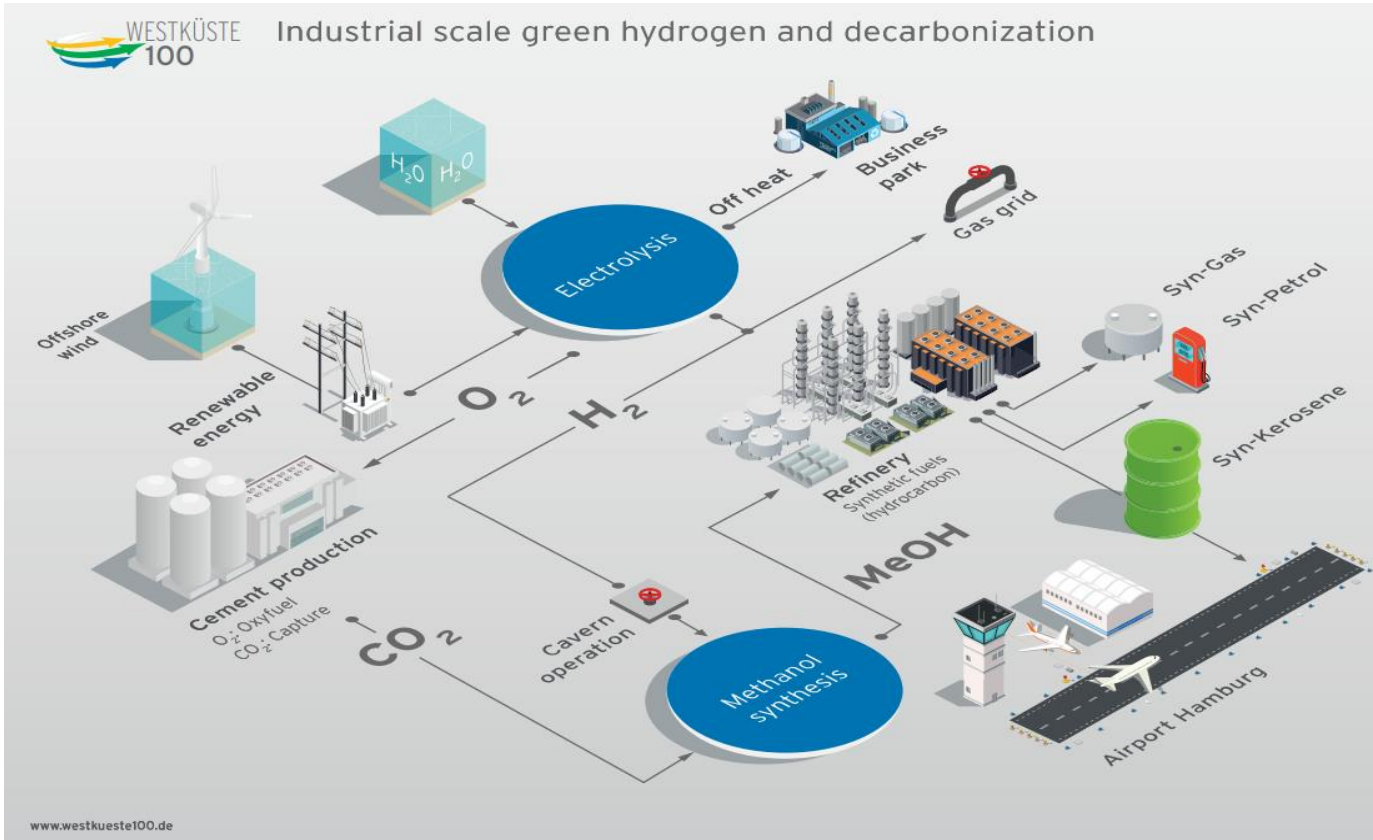 WESTKÜSTE
100
Industrial scale green hydrogen and decarbonization
H₂O
H₂O
Electrolysis
Off heat
Business
park
Gas grid
Offshore
wind
Renewable
energy
O₂
H₂
Syn-Gas
Syn-Petrol
Syn-Kerosene
Refinery
Synthetic fuels
(hydrocarbon)
Cement production
O₂: Oxyfuel
CO₂: Capture
CO₂
Cavern
operation
MeOH
Methanol
synthesis
Airport Hamburg
www.westkueste100.de